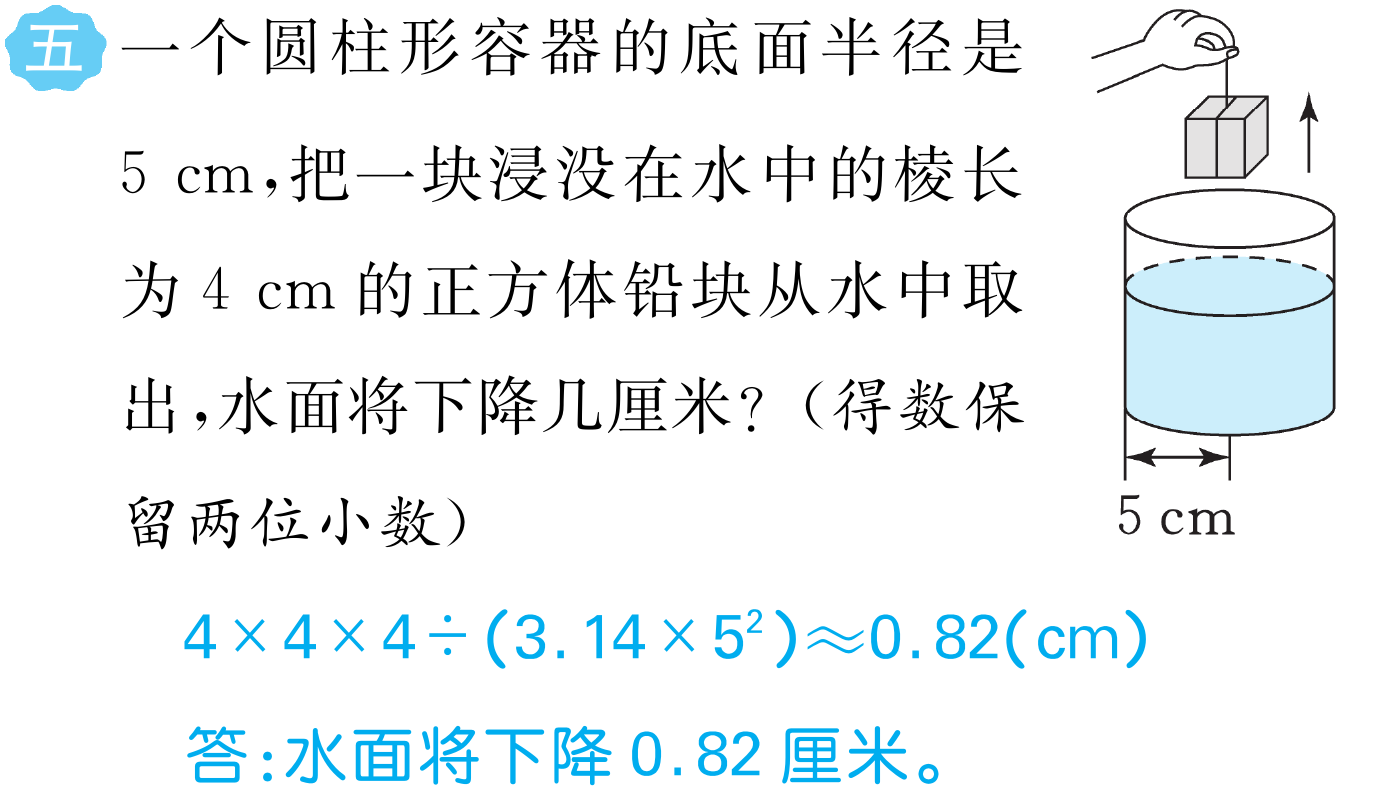 五 一个圆柱形容器的底面半径是
5 cm,把一块浸没在水中的棱长
为 4 cm 的正方体铅块从水中取
出,水面将下降几厘米?(得数保
留两位小数)
5 cm
4×4×4÷(3.14×5²)≈0.82(cm)
答:水面将下降 0.82 厘米。